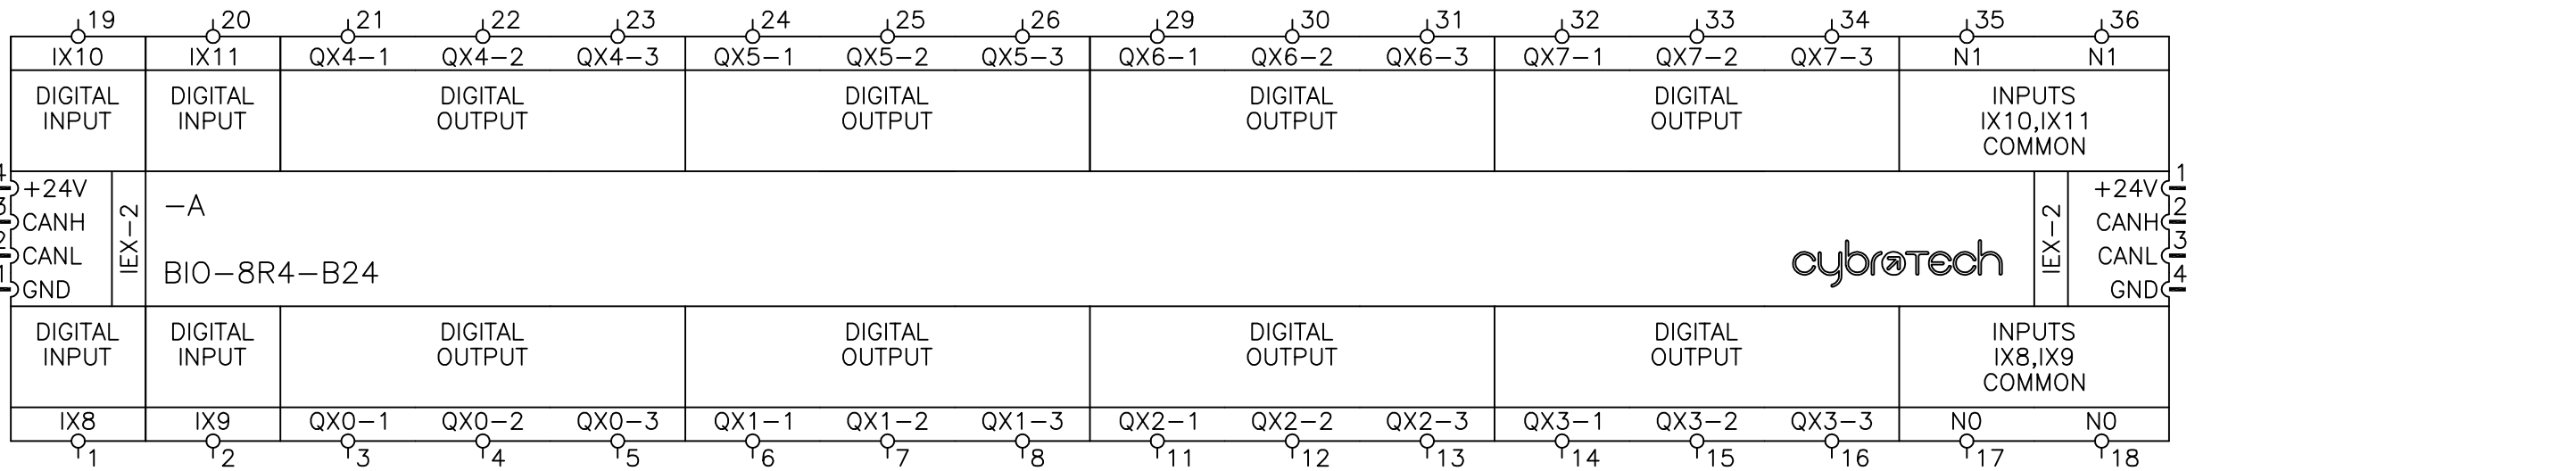 19 20 21 22 23 24 25 26 29 30 31 32 33 34 35 36
IX10 IX11 QX4-1 QX4-2 QX4-3 QX5-1 QX5-2 QX5-3 QX6-1 QX6-2 QX6-3 QX7-1 QX7-2 QX7-3 N1 N1
DIGITAL DIGITAL DIGITAL DIGITAL DIGITAL DIGITAL INPUTS
INPUT INPUT OUTPUT OUTPUT OUTPUT OUTPUT IX10,IX11
COMMON
4 1
+24V +24V
3 2
CANH CANH
2 3
CANL CANL
1 4
GND GND
IEX-2
-A
BIO-8R4-B24
cybrotech
IEX-2
DIGITAL DIGITAL DIGITAL DIGITAL DIGITAL DIGITAL INPUTS
INPUT INPUT OUTPUT OUTPUT OUTPUT OUTPUT IX8,IX9
COMMON
IX8 IX9 QX0-1 QX0-2 QX0-3 QX1-1 QX1-2 QX1-3 QX2-1 QX2-2 QX2-3 QX3-1 QX3-2 QX3-3 N0 N0
1 2 3 4 5 6 7 8 11 12 13 14 15 16 17 18